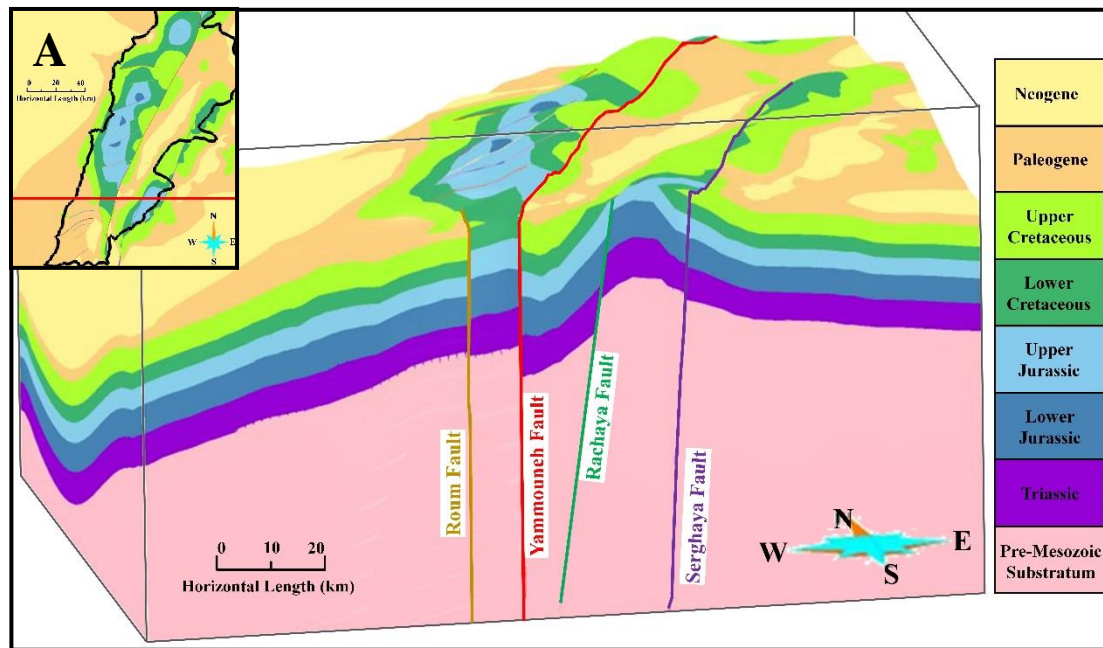 A
0 20 40
Horizontal Length (km)
N
W E
S
Roum Fault
Yammouneh Fault
Rachaya Fault
Serghaya Fault
0 10 20
Horizontal Length (km)
N
W E
S
Neogene
Paleogene
Upper
Cretaceous
Lower
Cretaceous
Upper
Jurassic
Lower
Jurassic
Triassic
Pre-Mesozoic
Substratum